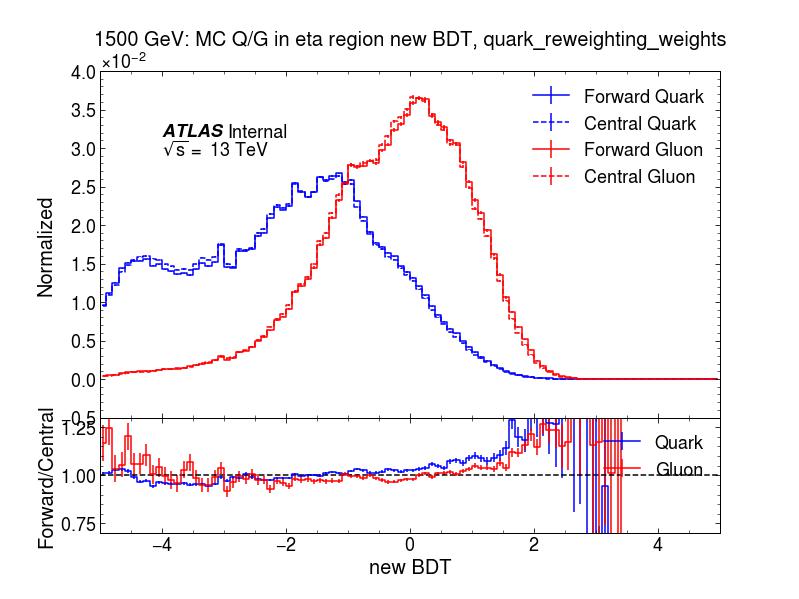 1500 GeV: MC Q/G in eta region new BDT, quark_reweighting_weights
×10⁻²
4.0
3.5
3.0
2.5
2.0
1.5
1.0
0.5
0.0
Normalized
ATLAS Internal
√s = 13 TeV
Forward Quark
Central Quark
Forward Gluon
Central Gluon
1.25
1.00
0.75
Forward/Central
Quark
Gluon
−4
−2
0
2
4
new BDT